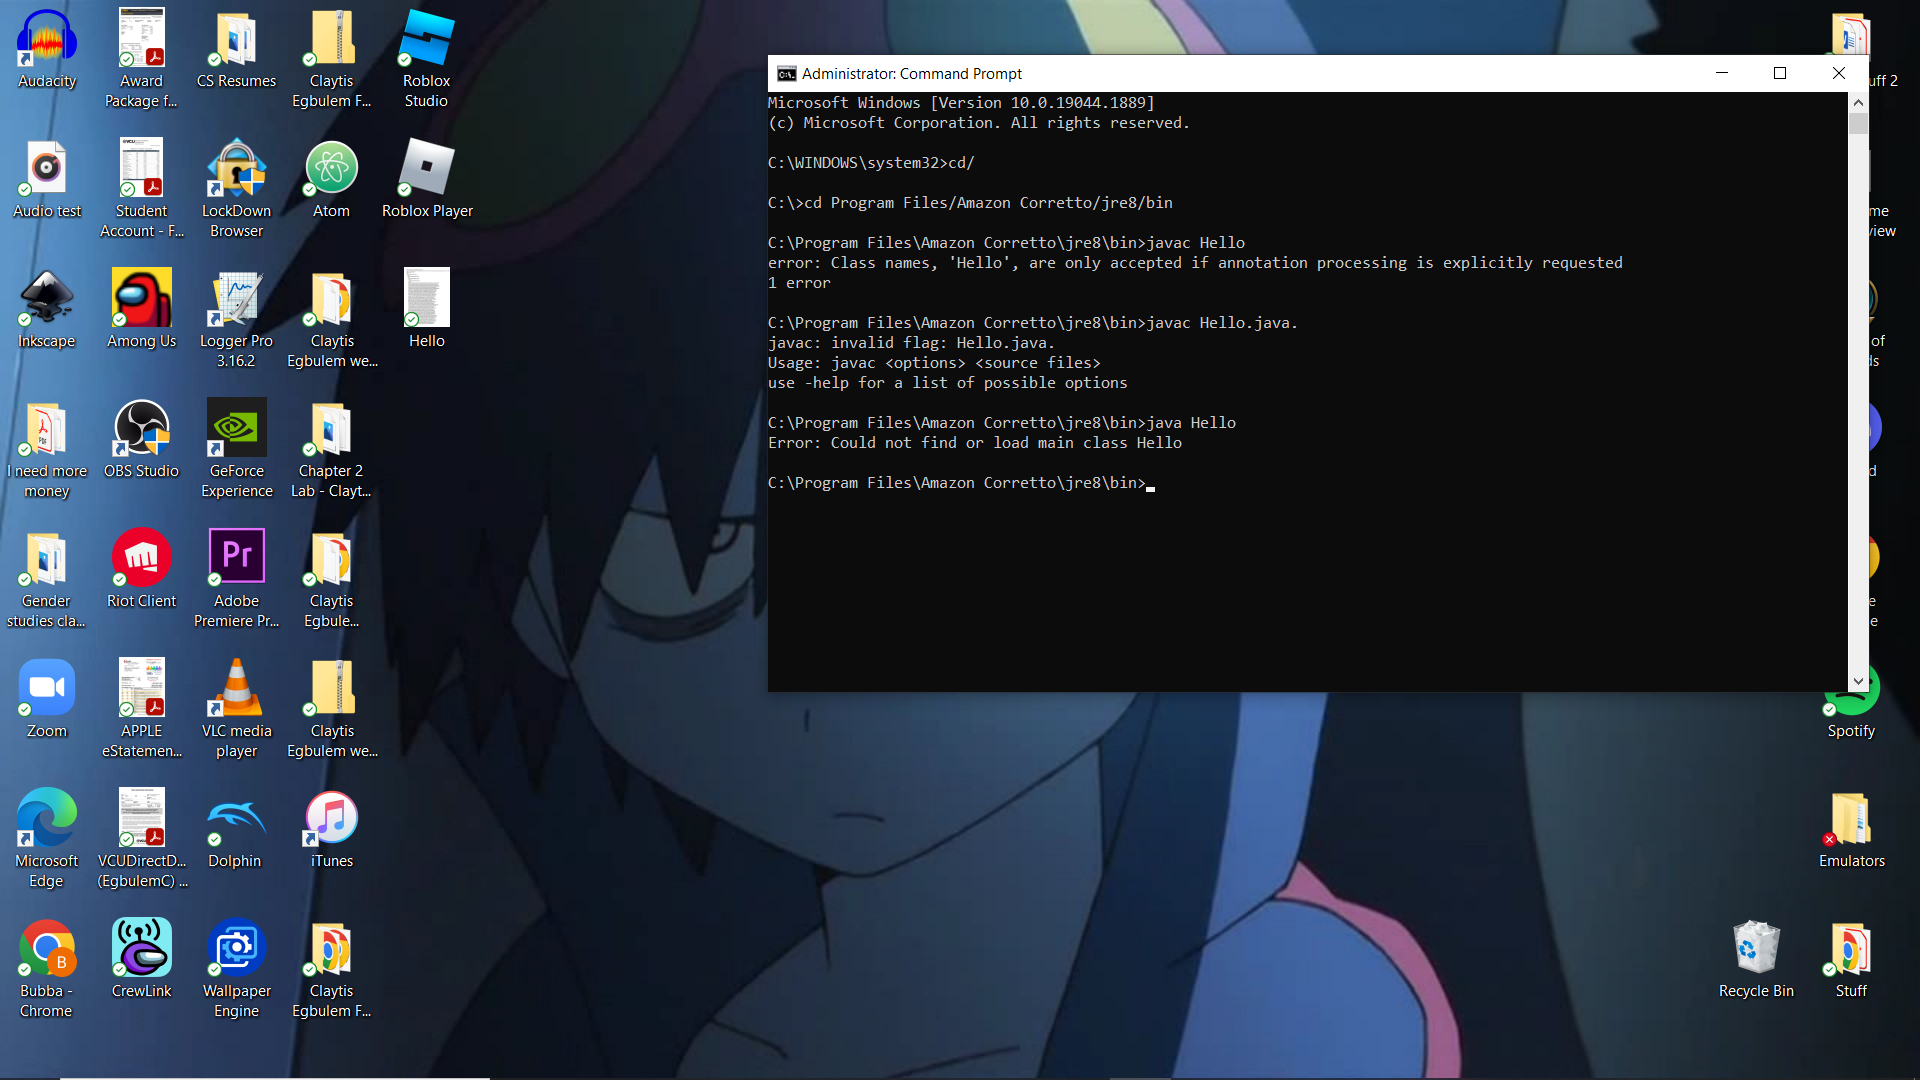 Audacity
Award
Package f...
CS Resumes
Claytis
Egbulem F...
Roblox
Studio
Audio test
Student
Account - F...
LockDown
Browser
Atom
Roblox Player
Inkscape
Among Us
Logger Pro
3.16.2
Claytis
Egbulem we...
Hello
I need more
money
OBS Studio
GeForce
Experience
Chapter 2
Lab - Clayt...
Gender
studies cla...
Riot Client
Pr
Adobe
Premiere Pr...
Claytis
Egbule...
Zoom
APPLE
eStatemen...
VLC media
player
Claytis
Egbulem we...
Microsoft
Edge
VCUDirectD...
(EgbulemC) ...
Dolphin
iTunes
B
Bubba -
Chrome
CrewLink
Wallpaper
Engine
Claytis
Egbulem F...
Administrator: Command Prompt
Microsoft Windows [Version 10.0.19044.1889]
(c) Microsoft Corporation. All rights reserved.
C:\WINDOWS\system32>cd/
C:\>cd Program Files/Amazon Corretto/jre8/bin
C:\Program Files\Amazon Corretto\jre8\bin>javac Hello
error: Class names, 'Hello', are only accepted if annotation processing is explicitly requested
1 error
C:\Program Files\Amazon Corretto\jre8\bin>javac Hello.java.
javac: invalid flag: Hello.java.
Usage: javac <options> <source files>
use -help for a list of possible options
C:\Program Files\Amazon Corretto\jre8\bin>java Hello
Error: Could not find or load main class Hello
C:\Program Files\Amazon Corretto\jre8\bin>
Spotify
Emulators
Recycle Bin
Stuff